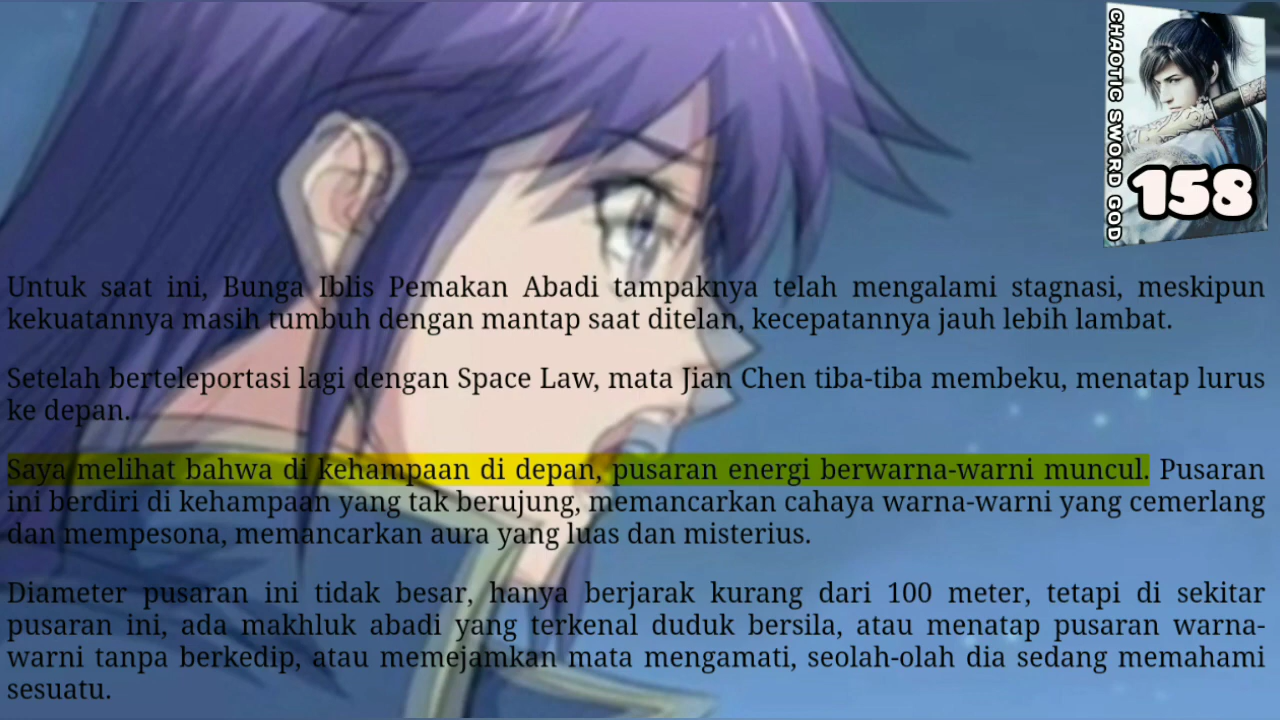 CHAOTIC SWORD GOD
158
Untuk saat ini, Bunga Iblis Pemakan Abadi tampaknya telah mengalami stagnasi, meskipun
kekuatannya masih tumbuh dengan mantap saat ditelan, kecepatannya jauh lebih lambat.
Setelah berteleportasi lagi dengan Space Law, mata Jian Chen tiba-tiba membeku, menatap lurus
ke depan.
Saya melihat bahwa di kehampaan di depan, pusaran energi berwarna-warni muncul. Pusaran
ini berdiri di kehampaan yang tak berujung, memancarkan cahaya warna-warni yang cemerlang
dan mempesona, memancarkan aura yang luas dan misterius.
Diameter pusaran ini tidak besar, hanya berjarak kurang dari 100 meter, tetapi di sekitar
pusaran ini, ada makhluk abadi yang terkenal duduk bersila, atau menatap pusaran warna-
warni tanpa berkedip, atau memejamkan mata mengamati, seolah-olah dia sedang memahami
sesuatu.